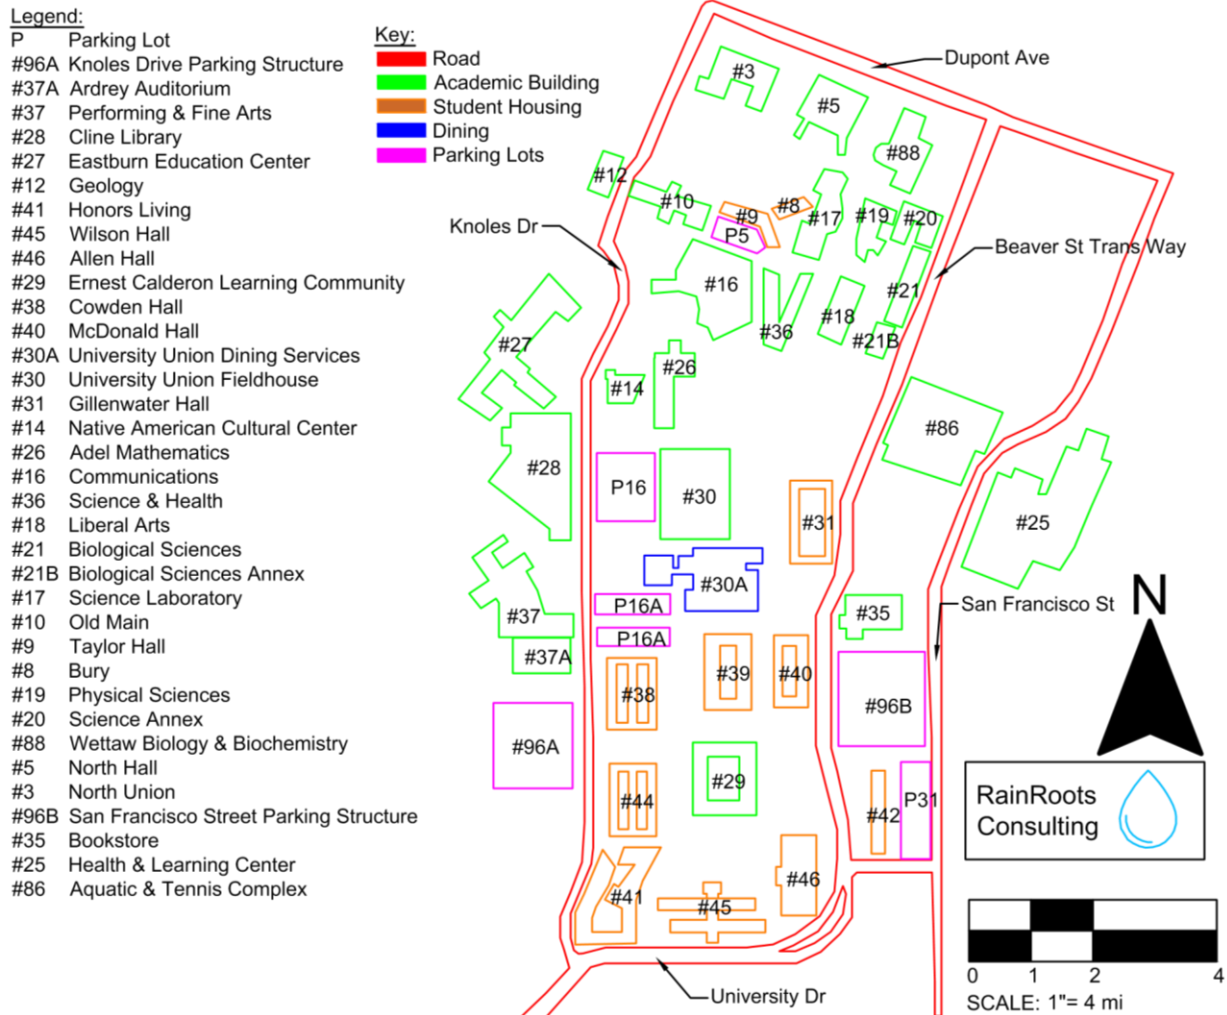 Legend:
P Parking Lot
#96A Knoles Drive Parking Structure
#37A Ardrey Auditorium
#37 Performing & Fine Arts
#28 Cline Library
#27 Eastburn Education Center
#12 Geology
#41 Honors Living
#45 Wilson Hall
#46 Allen Hall
#29 Ernest Calderon Learning Community
#38 Cowden Hall
#40 McDonald Hall
#30A University Union Dining Services
#30 University Union Fieldhouse
#31 Gillenwater Hall
#14 Native American Cultural Center
#26 Adel Mathematics
#16 Communications
#36 Science & Health
#18 Liberal Arts
#21 Biological Sciences
#21B Biological Sciences Annex
#17 Science Laboratory
#10 Old Main
#9 Taylor Hall
#8 Bury
#19 Physical Sciences
#20 Science Annex
#88 Wettaw Biology & Biochemistry
#5 North Hall
#3 North Union
#96B San Francisco Street Parking Structure
#35 Bookstore
#25 Health & Learning Center
#86 Aquatic & Tennis Complex
Key:
Road
Academic Building
Student Housing
Dining
Parking Lots
Dupont Ave
#3
#5
#88
#12
#10
#9
#8
#17
#19
#20
P5
Knoles Dr
Beaver St Trans Way
#16
#21
#18
#36
#21B
#27
#26
#14
#86
#28
P16
#30
#31
#25
#30A
P16A
San Francisco St
N
#37
#35
P16A
#37A
#39
#40
#38
#96B
#96A
#29
#44
P31
#42
RainRoots
Consulting
#46
#41
#45
0 1 2 4
SCALE: 1"= 4 mi
University Dr